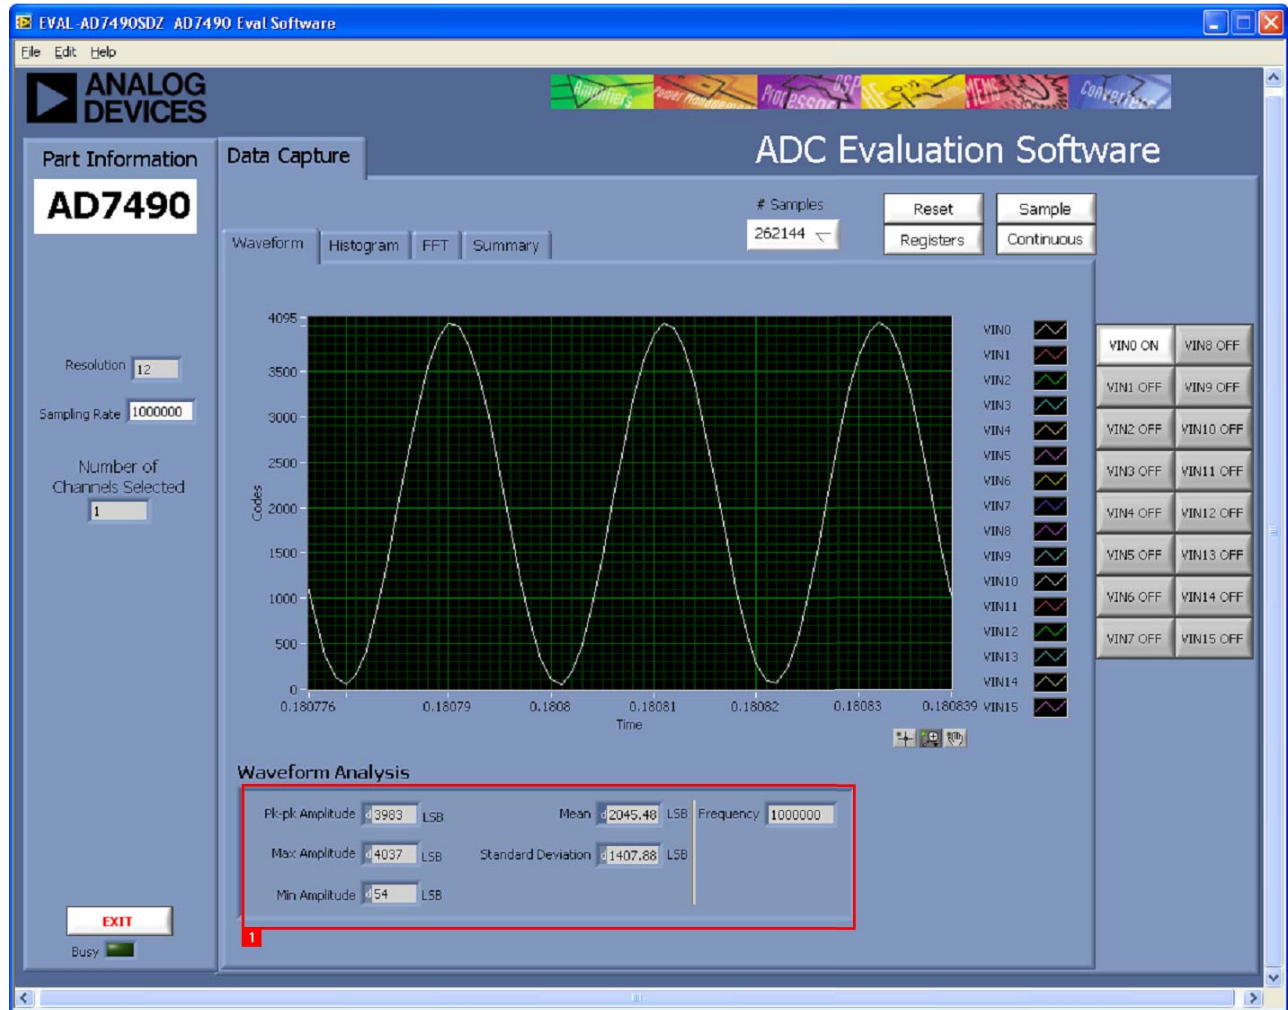 EVAL-AD7490SDZ AD7490 Eval Software
File Edit Help
ANALOG
DEVICES
Amplifiers Power Management Processors DSP MEMS Converters
ADC Evaluation Software
Part Information
AD7490
Data Capture
# Samples
262144
Reset Sample
Registers Continuous
Waveform Histogram FFT Summary
Resolution 12
Sampling Rate 1000000
Number of
Channels Selected
1
4095
3500
3000
2500
2000
1500
1000
500
0
Codes
0.180776 0.18079 0.1808 0.18081 0.18082 0.18083 0.180839
Time
VIN0
VIN1
VIN2
VIN3
VIN4
VIN5
VIN6
VIN7
VIN8
VIN9
VIN10
VIN11
VIN12
VIN13
VIN14
VIN15
VIN0 ON VIN8 OFF
VIN1 OFF VIN9 OFF
VIN2 OFF VIN10 OFF
VIN3 OFF VIN11 OFF
VIN4 OFF VIN12 OFF
VIN5 OFF VIN13 OFF
VIN6 OFF VIN14 OFF
VIN7 OFF VIN15 OFF
Waveform Analysis
Pk-pk Amplitude d 3983 LSB Mean d 2045.48 LSB Frequency 1000000
Max Amplitude d 4037 LSB Standard Deviation d 1407.88 LSB
Min Amplitude d 54 LSB
1
EXIT
Busy